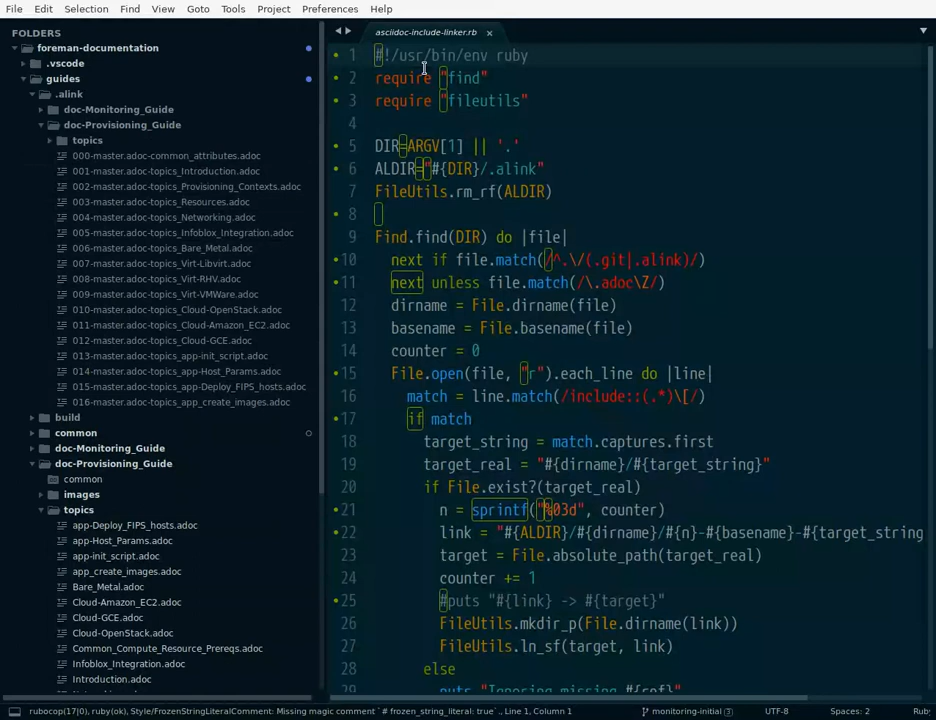 File Edit Selection Find View Goto Tools Project Preferences Help
FOLDERS
foreman-documentation
.vscode
guides
.alink
doc-Monitoring_Guide
doc-Provisioning_Guide
topics
000-master.adoc-common_attributes.adoc
001-master.adoc-topics_Introduction.adoc
002-master.adoc-topics_Provisioning_Contexts.adoc
003-master.adoc-topics_Resources.adoc
004-master.adoc-topics_Networking.adoc
005-master.adoc-topics_Infoblox_Integration.adoc
006-master.adoc-topics_Bare_Metal.adoc
007-master.adoc-topics_Virt-Libvirt.adoc
008-master.adoc-topics_Virt-RHV.adoc
009-master.adoc-topics_Virt-VMWare.adoc
010-master.adoc-topics_Cloud-OpenStack.adoc
011-master.adoc-topics_Cloud-Amazon_EC2.adoc
012-master.adoc-topics_Cloud-GCE.adoc
013-master.adoc-topics_app-init_script.adoc
014-master.adoc-topics_app-Host_Params.adoc
015-master.adoc-topics_app-Deploy_FIPS_hosts.adoc
016-master.adoc-topics_app_create_images.adoc
build
common
doc-Monitoring_Guide
doc-Provisioning_Guide
common
images
topics
app-Deploy_FIPS_hosts.adoc
app-Host_Params.adoc
app-init_script.adoc
app_create_images.adoc
Bare_Metal.adoc
Cloud-Amazon_EC2.adoc
Cloud-GCE.adoc
Cloud-OpenStack.adoc
Common_Compute_Resource_Prereqs.adoc
Infoblox_Integration.adoc
Introduction.adoc
asciidoc-include-linker.rb ×
1 #!/usr/bin/env ruby
2 require "find"
3 require "fileutils"
4
5 DIR=ARGV[1] || '.'
6 ALDIR="#{DIR}/.alink"
7 FileUtils.rm_rf(ALDIR)
8
9 Find.find(DIR) do |file|
10 next if file.match(/^.\/(.git|.alink)/)
11 next unless file.match(/\.adoc\Z/)
12 dirname = File.dirname(file)
13 basename = File.basename(file)
14 counter = 0
15 File.open(file, "r").each_line do |line|
16 match = line.match(/include::(.*)\[/)
17 if match
18 target_string = match.captures.first
19 target_real = "#{dirname}/#{target_string}"
20 if File.exist?(target_real)
21 n = sprintf("%03d", counter)
22 link = "#{ALDIR}/#{dirname}/#{n}-#{basename}-#{target_string
23 target = File.absolute_path(target_real)
24 counter += 1
25 #puts "#{link} -> #{target}"
26 FileUtils.mkdir_p(File.dirname(link))
27 FileUtils.ln_sf(target, link)
28 else
29 puts "Ignoring missing #{ref}"
rubocop(17|0), ruby(ok), Style/FrozenStringLiteralComment: Missing magic comment `# frozen_string_literal: true`., Line 1, Column 1 monitoring-initial 3 UTF-8 Spaces: 2 Ruby